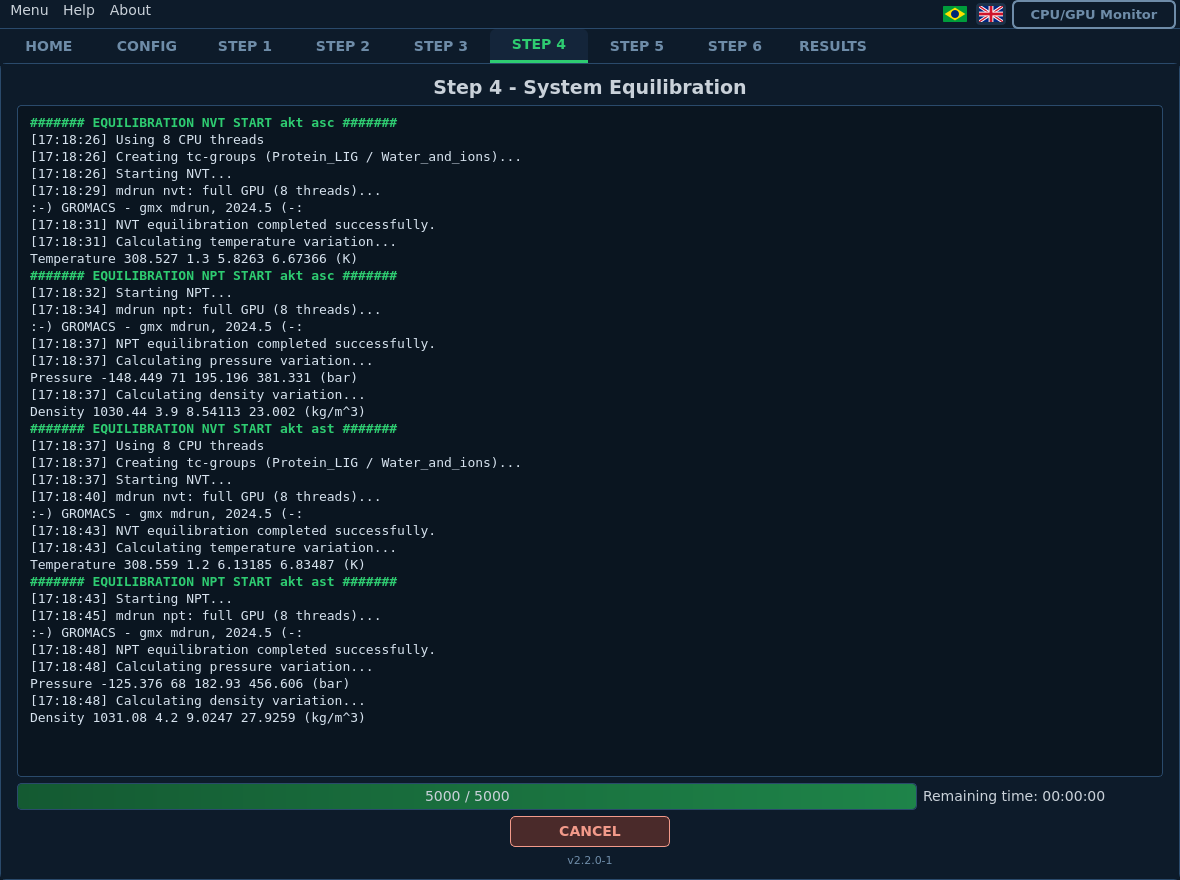 Menu Help About
CPU/GPU Monitor
HOME CONFIG STEP 1 STEP 2 STEP 3 STEP 4 STEP 5 STEP 6 RESULTS
Step 4 - System Equilibration
####### EQUILIBRATION NVT START akt asc #######
[17:18:26] Using 8 CPU threads
[17:18:26] Creating tc-groups (Protein_LIG / Water_and_ions)...
[17:18:26] Starting NVT...
[17:18:29] mdrun nvt: full GPU (8 threads)...
:-) GROMACS - gmx mdrun, 2024.5 (-:
[17:18:31] NVT equilibration completed successfully.
[17:18:31] Calculating temperature variation...
Temperature 308.527 1.3 5.8263 6.67366 (K)
####### EQUILIBRATION NPT START akt asc #######
[17:18:32] Starting NPT...
[17:18:34] mdrun npt: full GPU (8 threads)...
:-) GROMACS - gmx mdrun, 2024.5 (-:
[17:18:37] NPT equilibration completed successfully.
[17:18:37] Calculating pressure variation...
Pressure -148.449 71 195.196 381.331 (bar)
[17:18:37] Calculating density variation...
Density 1030.44 3.9 8.54113 23.002 (kg/m^3)
####### EQUILIBRATION NVT START akt ast #######
[17:18:37] Using 8 CPU threads
[17:18:37] Creating tc-groups (Protein_LIG / Water_and_ions)...
[17:18:37] Starting NVT...
[17:18:40] mdrun nvt: full GPU (8 threads)...
:-) GROMACS - gmx mdrun, 2024.5 (-:
[17:18:43] NVT equilibration completed successfully.
[17:18:43] Calculating temperature variation...
Temperature 308.559 1.2 6.13185 6.83487 (K)
####### EQUILIBRATION NPT START akt ast #######
[17:18:43] Starting NPT...
[17:18:45] mdrun npt: full GPU (8 threads)...
:-) GROMACS - gmx mdrun, 2024.5 (-:
[17:18:48] NPT equilibration completed successfully.
[17:18:48] Calculating pressure variation...
Pressure -125.376 68 182.93 456.606 (bar)
[17:18:48] Calculating density variation...
Density 1031.08 4.2 9.0247 27.9259 (kg/m^3)
5000 / 5000
Remaining time: 00:00:00
CANCEL
v2.2.0-1